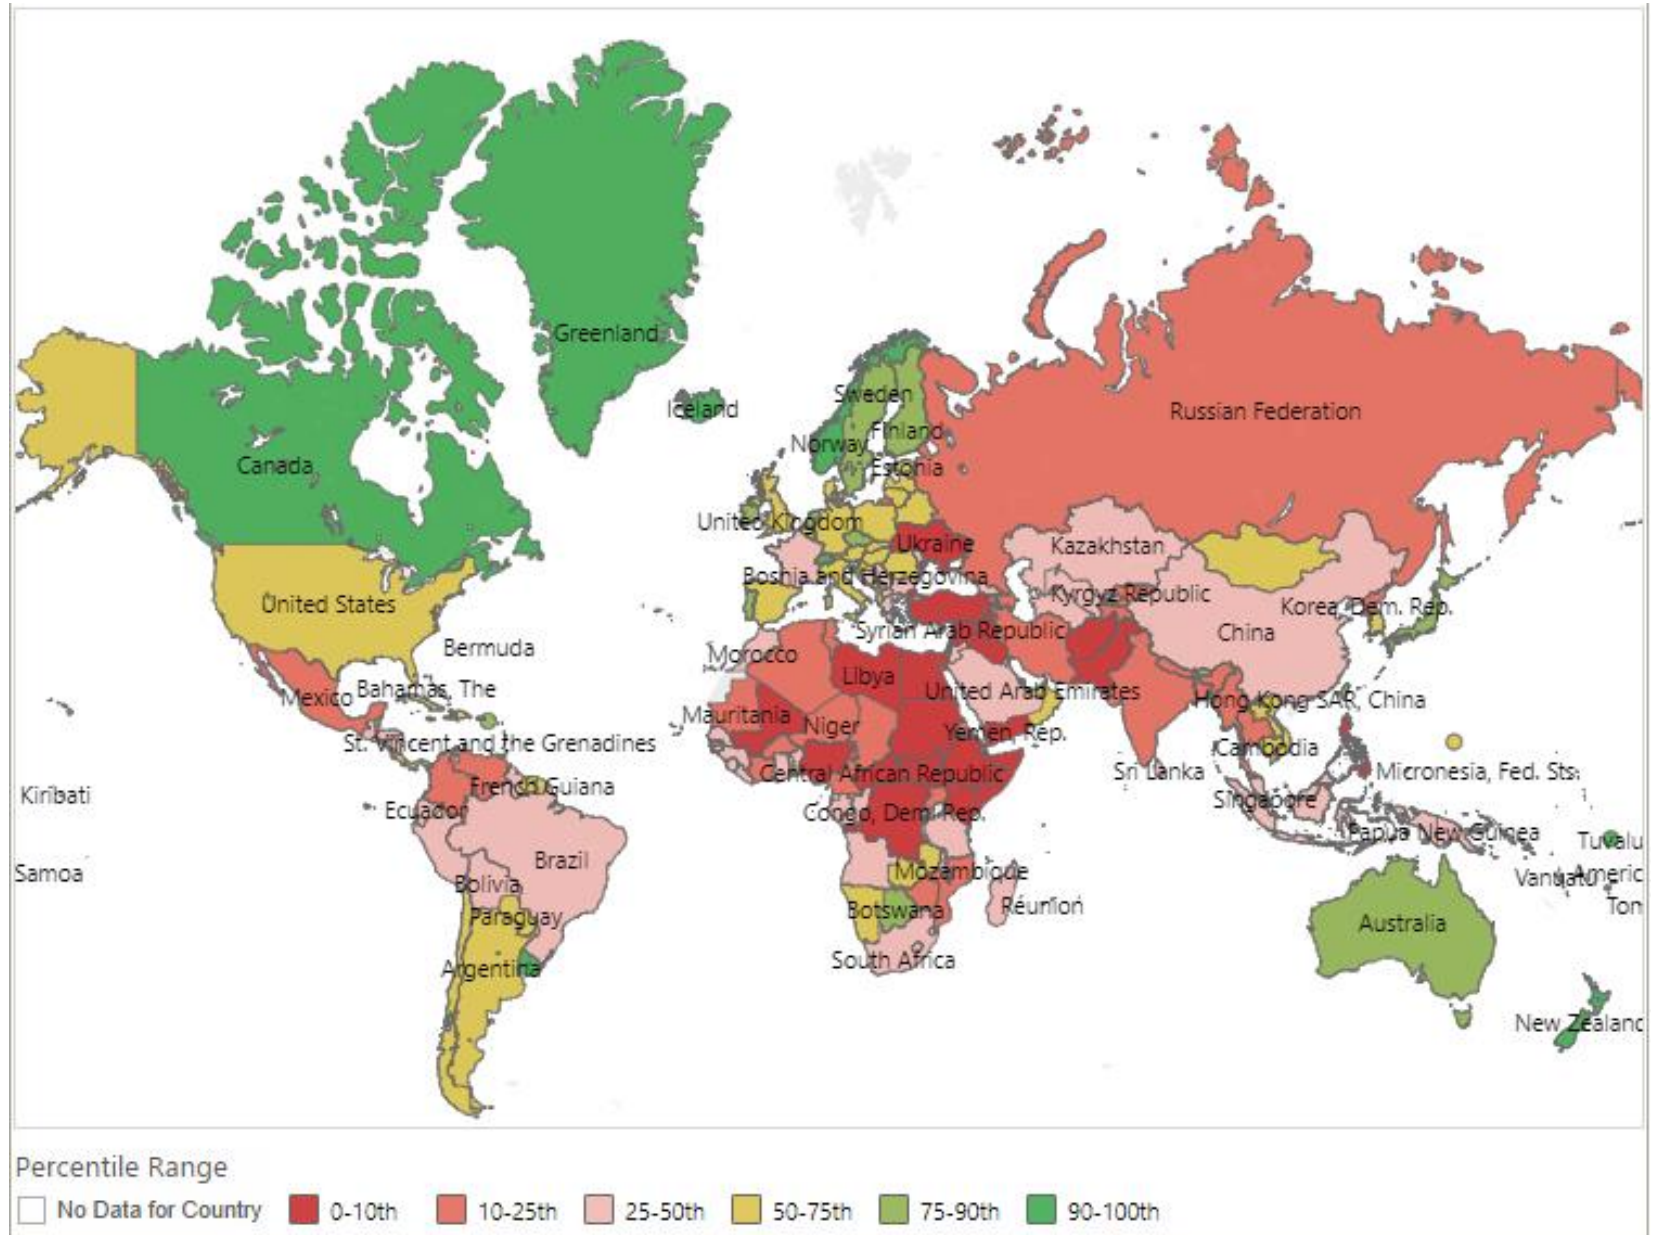 Greenland
Iceland
Sweden
Russian Federation
Norway
Finland
Canada
Estonia
United Kingdom
Ukraine
Kazakhstan
Bosnia and Herzegovina
Kyrgyz Republic
United States
Korea, Dem. Rep.
Syrian Arab Republic
China
Bermuda
Morocco
Libya
Mexico
Bahamas, The
United Arab Emirates
Hong Kong SAR, China
Mauritania
Niger
Yemen, Rep.
St. Vincent and the Grenadines
Cambodia
Central African Republic
Sri Lanka
Micronesia, Fed. Sts.
French Guiana
Kiribati
Ecuador
Congo, Dem. Rep.
Singapore
Papua New Guinea
Tuvalu
Brazil
Samoa
Bolivia
Mozambique
Vanuatu
Americ
Botswana
Réunion
Ton
Paraguay
Australia
South Africa
Argentina
New Zealand
Percentile Range
No Data for Country 0-10th 10-25th 25-50th 50-75th 75-90th 90-100th